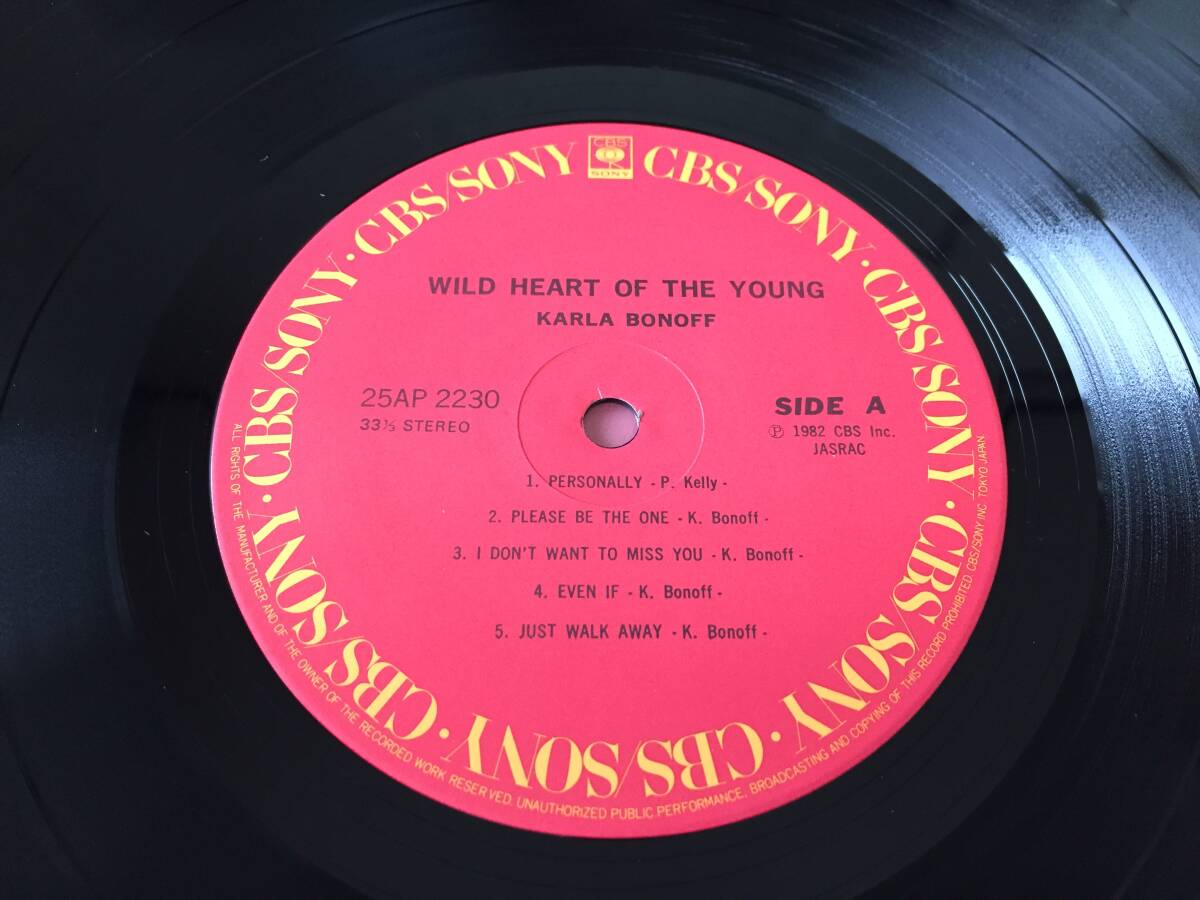 CBS
SONY
CBS/SONY · CBS/SONY · CBS/SONY · CBS/SONY · CBS/SONY · CBS/SONY · CBS/SONY · CBS/SONY · CBS/SONY
WILD HEART OF THE YOUNG
KARLA BONOFF
25AP 2230
33⅓ STEREO
SIDE A
Ⓟ 1982 CBS Inc.
JASRAC
1. PERSONALLY - P. Kelly -
2. PLEASE BE THE ONE - K. Bonoff -
3. I DON'T WANT TO MISS YOU - K. Bonoff -
4. EVEN IF - K. Bonoff -
5. JUST WALK AWAY - K. Bonoff -
ALL RIGHTS OF THE MANUFACTURER AND OF THE OWNER OF THE RECORDED WORK RESERVED. UNAUTHORIZED PUBLIC PERFORMANCE, BROADCASTING AND COPYING OF THIS RECORD PROHIBITED. CBS/SONY INC. TOKYO JAPAN.